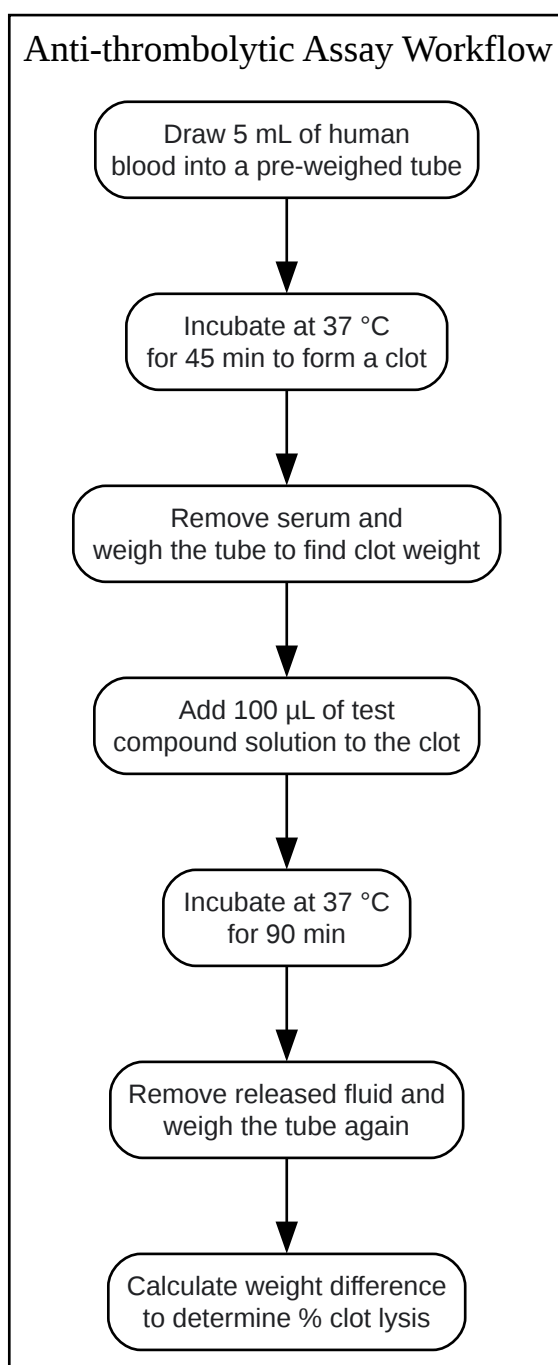 Anti-thrombolytic Assay Workflow
Draw 5 mL of human
blood into a pre-weighed tube
Incubate at 37 °C
for 45 min to form a clot
Remove serum and
weigh the tube to find clot weight
Add 100 µL of test
compound solution to the clot
Incubate at 37 °C
for 90 min
Remove released fluid and
weigh the tube again
Calculate weight difference
to determine % clot lysis